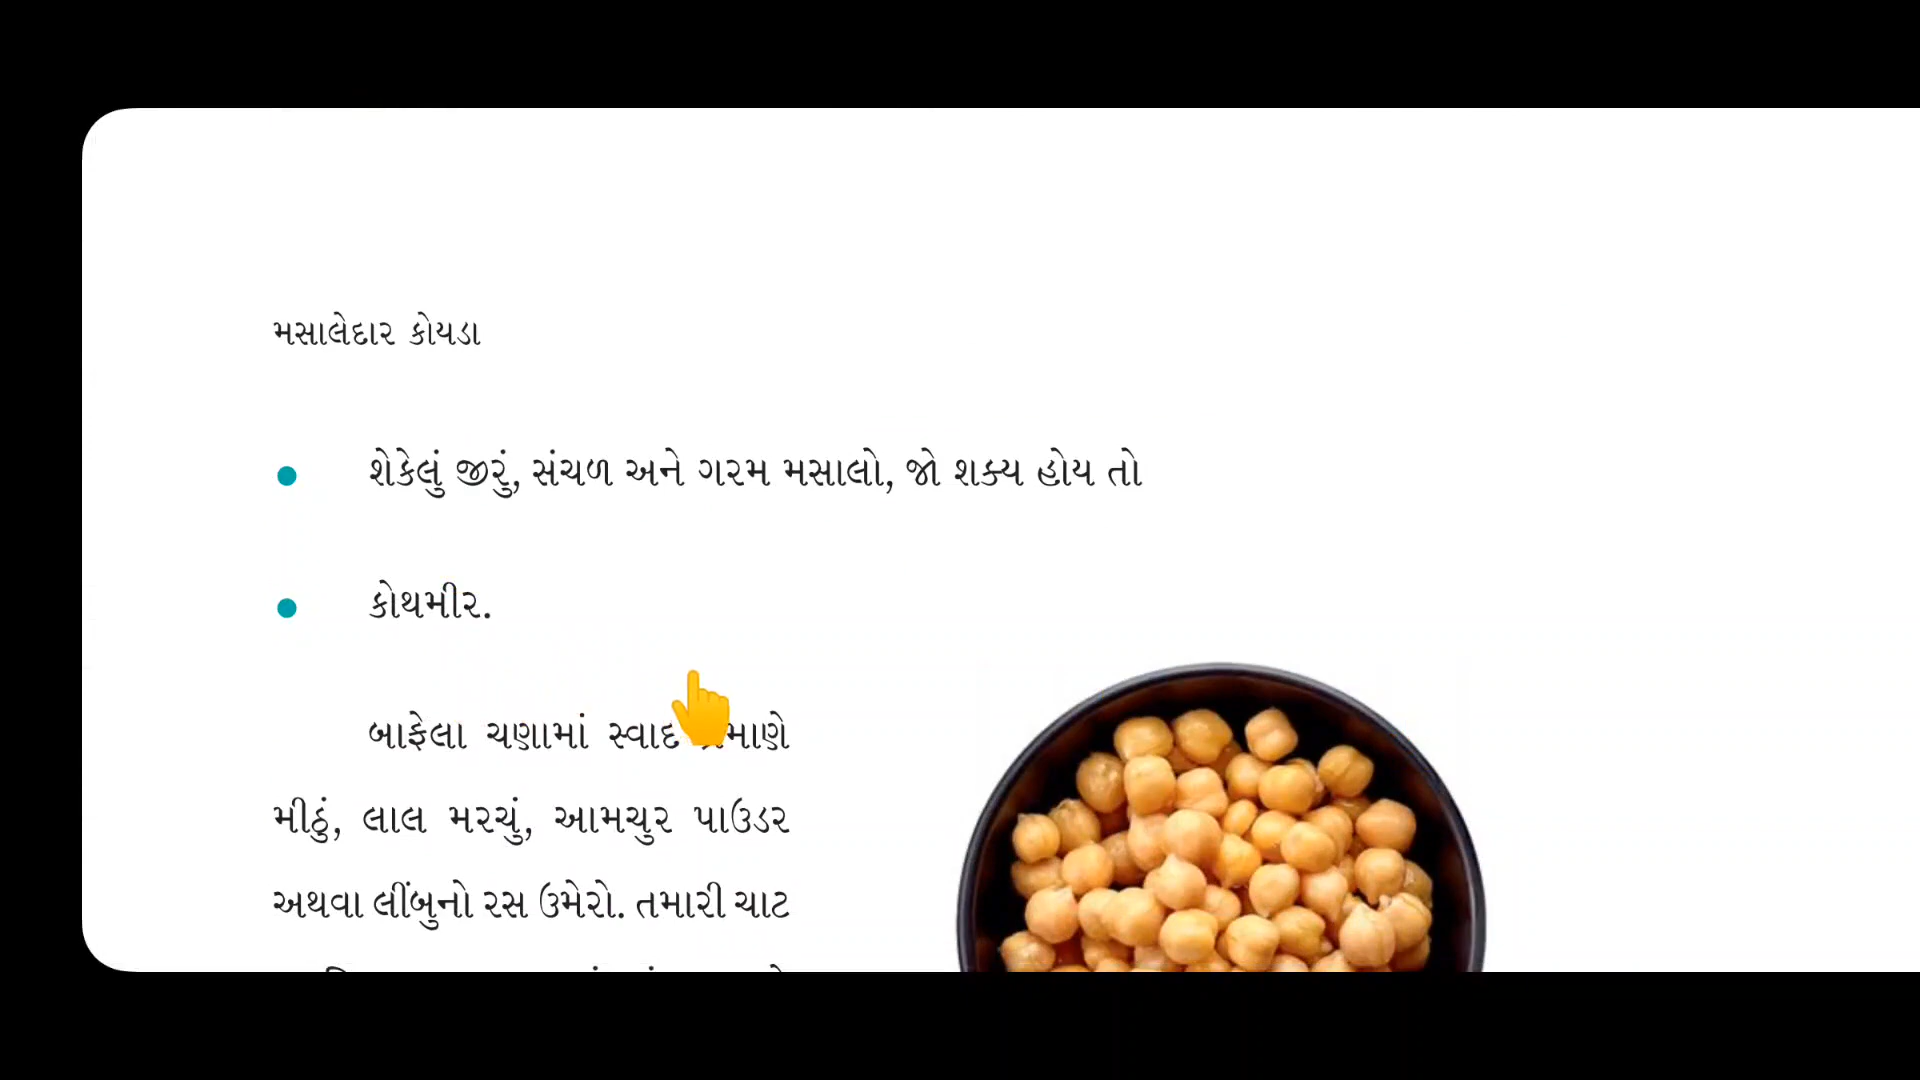 મસાલેદાર કોયડા
શેકેલું જીરું, સંચળ અને ગરમ મસાલો, જો શક્ય હોય તો
કોથમીર.
બાફેલા ચણામાં સ્વાદ
મીઠું, લાલ મરચું, આમચુર પાઉડર
અથવા લીંબુનો રસ ઉમેરો. તમારી ચાટ